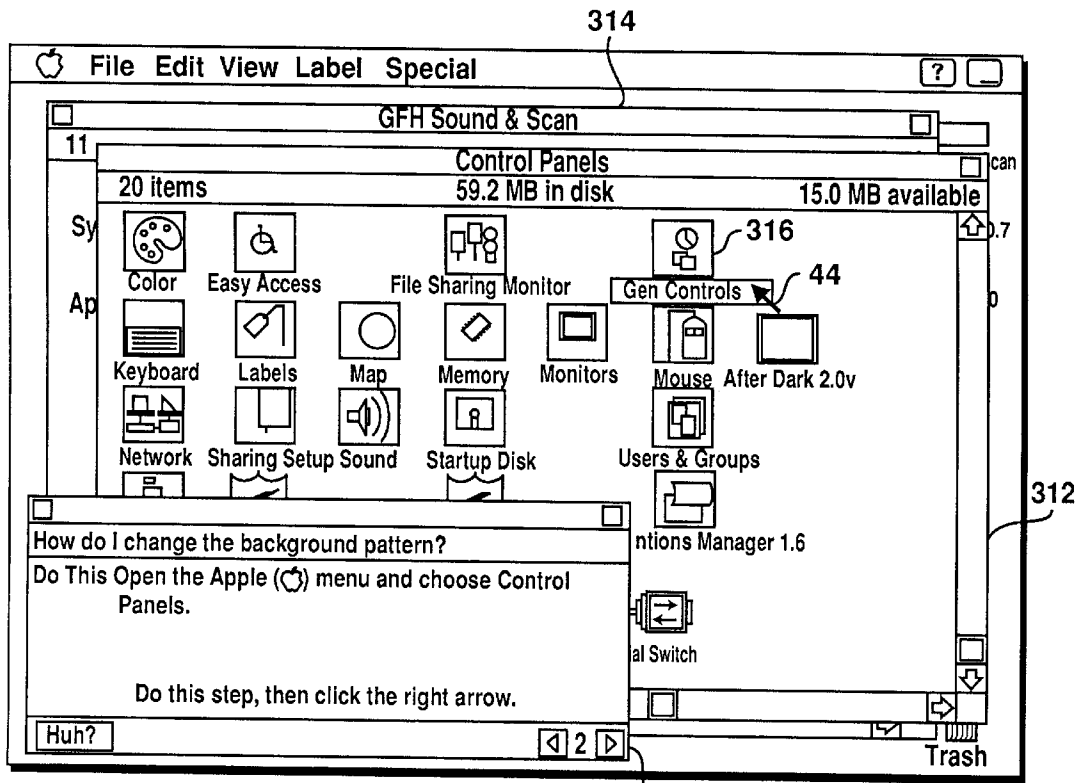 314
File Edit View Label Special ?
GFH Sound & Scan
11
Control Panels
can
20 items 59.2 MB in disk 15.0 MB available
Sy
0.7
316
Color Easy Access File Sharing Monitor Gen Controls
44
Ap
0
Keyboard Labels Map Memory Monitors Mouse After Dark 2.0v
Network Sharing Setup Sound Startup Disk Users & Groups
312
How do I change the background pattern?
ntions Manager 1.6
Do This Open the Apple () menu and choose Control
Panels.
ial Switch
Do this step, then click the right arrow.
Huh? 2
Trash